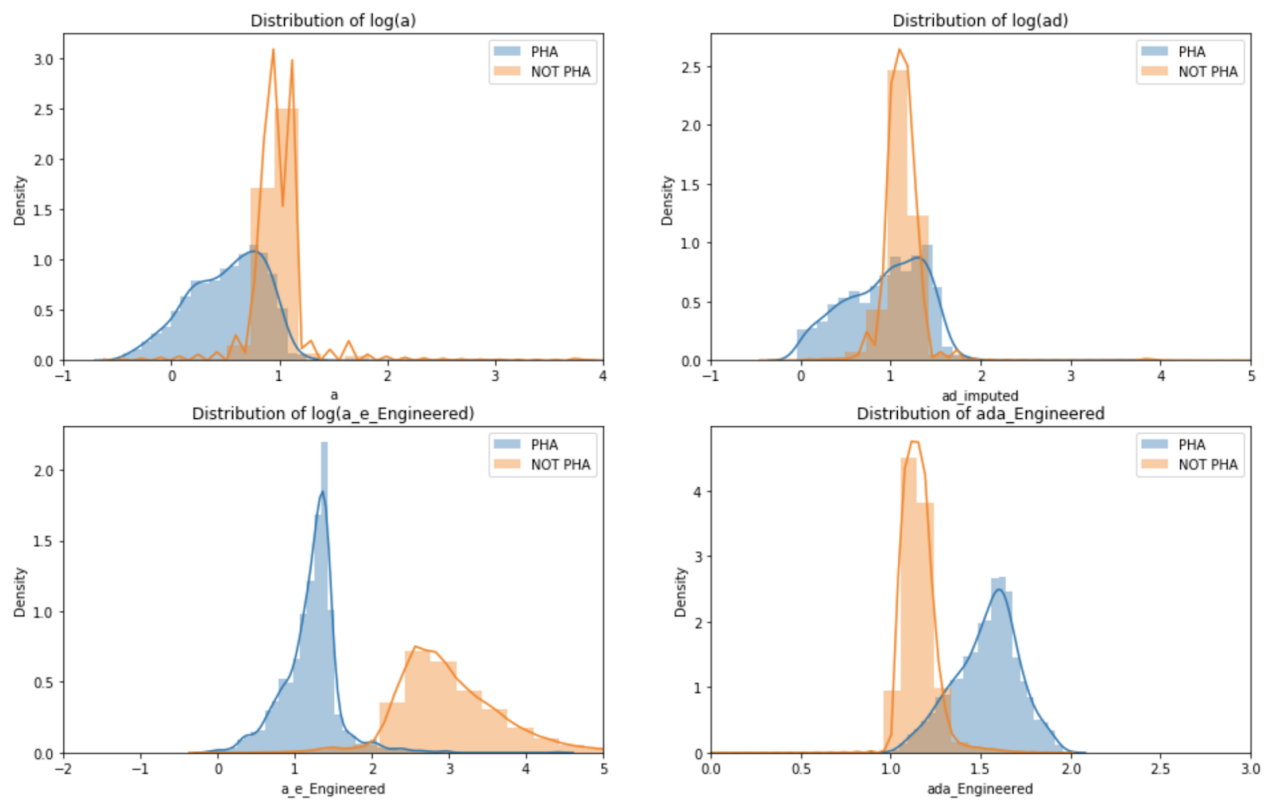 Distribution of log(a)
Density
3.0
2.5
2.0
1.5
1.0
0.5
0.0
PHA
NOT PHA
−1 0 1 2 3 4
a
Distribution of log(ad)
Density
2.5
2.0
1.5
1.0
0.5
0.0
PHA
NOT PHA
−1 0 1 2 3 4 5
ad_imputed
Distribution of log(a_e_Engineered)
Density
2.0
1.5
1.0
0.5
0.0
PHA
NOT PHA
−2 −1 0 1 2 3 4 5
a_e_Engineered
Distribution of ada_Engineered
Density
4
3
2
1
0
PHA
NOT PHA
0.0 0.5 1.0 1.5 2.0 2.5 3.0
ada_Engineered